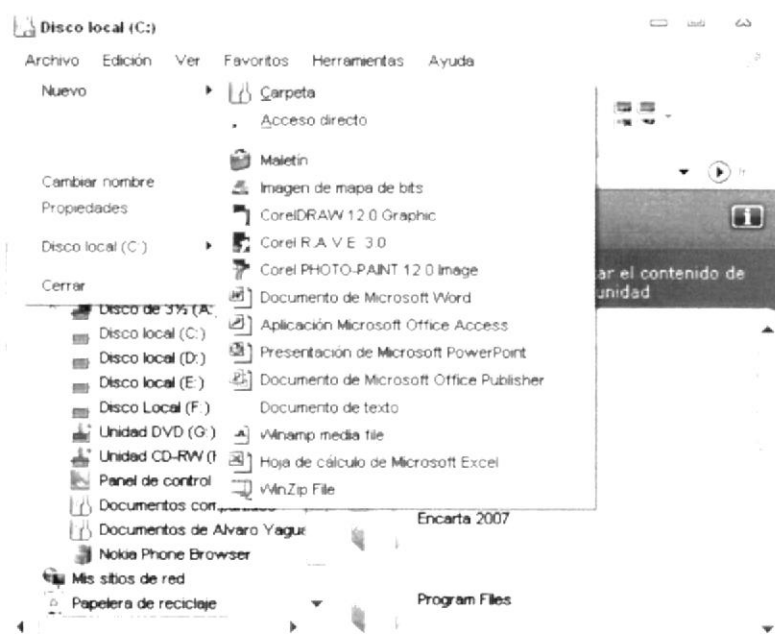 Disco local (C:)
Archivo Edición Ver Favoritos Herramientas Ayuda
Nuevo
Cambiar nombre
Propiedades
Disco local (C:)
Cerrar
Carpeta
Acceso directo
Maletín
Imagen de mapa de bits
CorelDRAW 12.0 Graphic
Corel R.A.V.E. 3.0
Corel PHOTO-PAINT 12.0 Image
Documento de Microsoft Word
Aplicación Microsoft Office Access
Presentación de Microsoft PowerPoint
Documento de Microsoft Office Publisher
Documento de texto
Winamp media file
Hoja de cálculo de Microsoft Excel
WinZip File
Ir
ar el contenido de
unidad
Disco de 3½ (A:
Disco local (C:)
Disco local (D:)
Disco local (E:)
Disco Local (F:)
Unidad DVD (G:)
Unidad CD-RW (H
Panel de control
Documentos compartidos
Documentos de Alvaro Yague
Nokia Phone Browser
Mis sitios de red
Papelera de reciclaje
Encarta 2007
Program Files